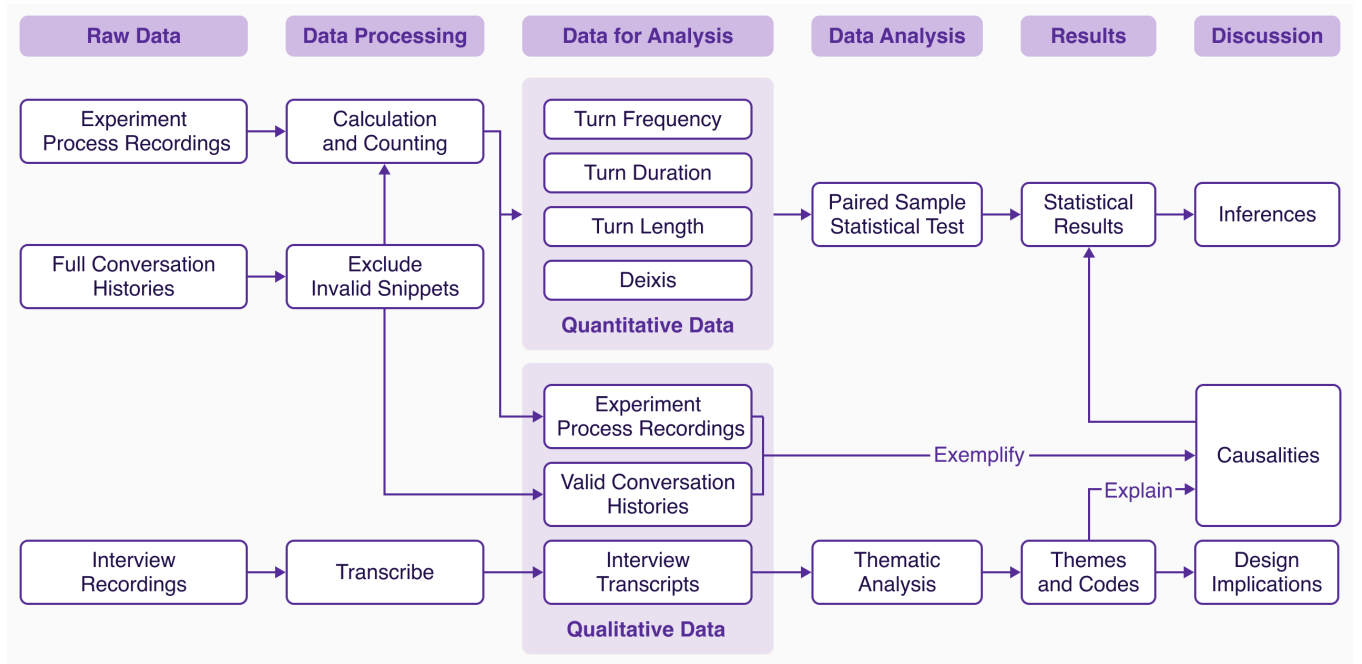 Raw Data
Data Processing
Data for Analysis
Data Analysis
Results
Discussion
Experiment
Process Recordings
Calculation
and Counting
Full Conversation
Histories
Exclude
Invalid Snippets
Turn Frequency
Turn Duration
Turn Length
Deixis
Quantitative Data
Paired Sample
Statistical Test
Statistical
Results
Inferences
Experiment
Process Recordings
Valid Conversation
Histories
Exemplify
Causalities
Explain
Interview
Recordings
Transcribe
Interview
Transcripts
Qualitative Data
Thematic
Analysis
Themes
and Codes
Design
Implications